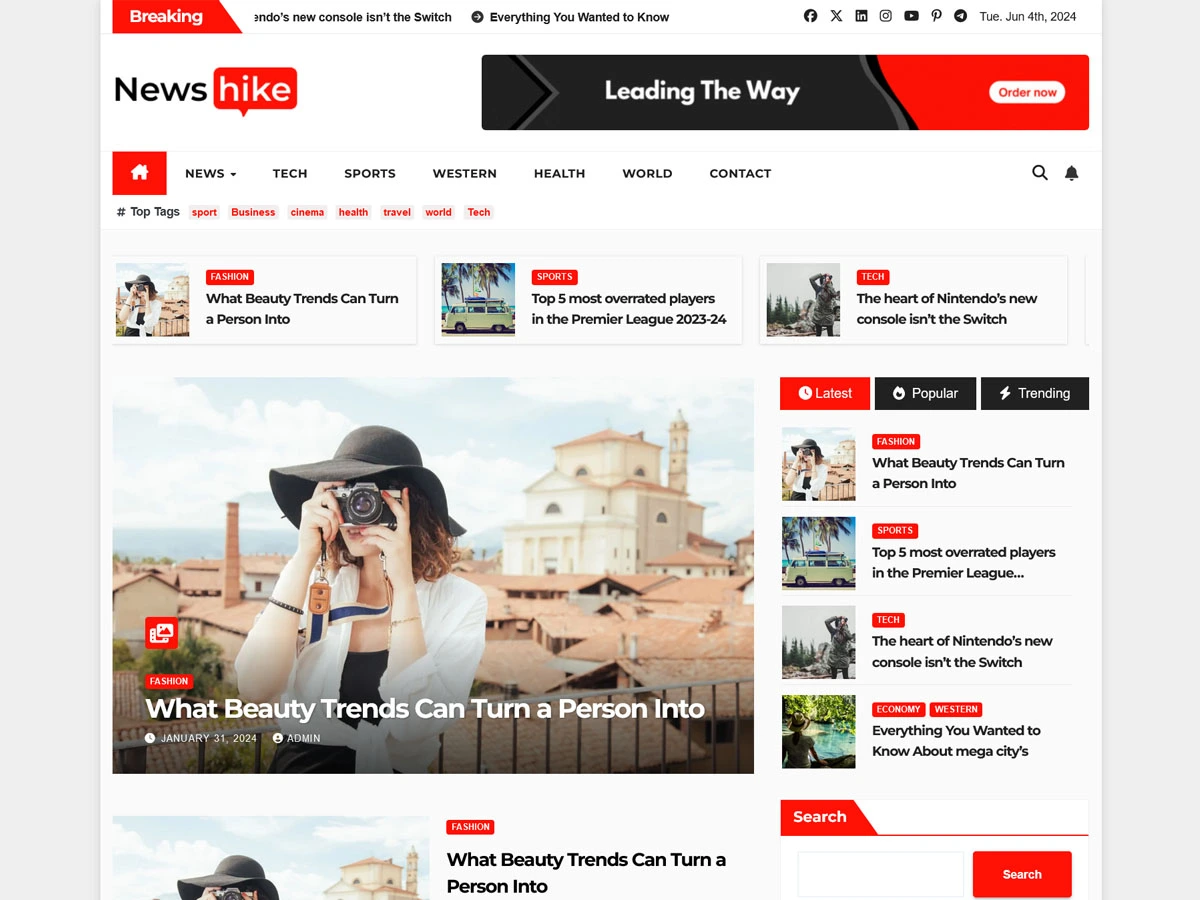 Breaking
endo’s new console isn’t the Switch
Everything You Wanted to Know
Tue. Jun 4th, 2024
News hike
Leading The Way
Order now
NEWS
TECH
SPORTS
WESTERN
HEALTH
WORLD
CONTACT
# Top Tags
sport
Business
cinema
health
travel
world
Tech
FASHION
What Beauty Trends Can Turn
a Person Into
SPORTS
Top 5 most overrated players
in the Premier League 2023-24
TECH
The heart of Nintendo’s new
console isn’t the Switch
FASHION
What Beauty Trends Can Turn a Person Into
JANUARY 31, 2024
ADMIN
Latest
Popular
Trending
FASHION
What Beauty Trends Can Turn
a Person Into
SPORTS
Top 5 most overrated players
in the Premier League...
TECH
The heart of Nintendo’s new
console isn’t the Switch
ECONOMY
WESTERN
Everything You Wanted to
Know About mega city’s
FASHION
What Beauty Trends Can Turn a
Person Into
Search
Search